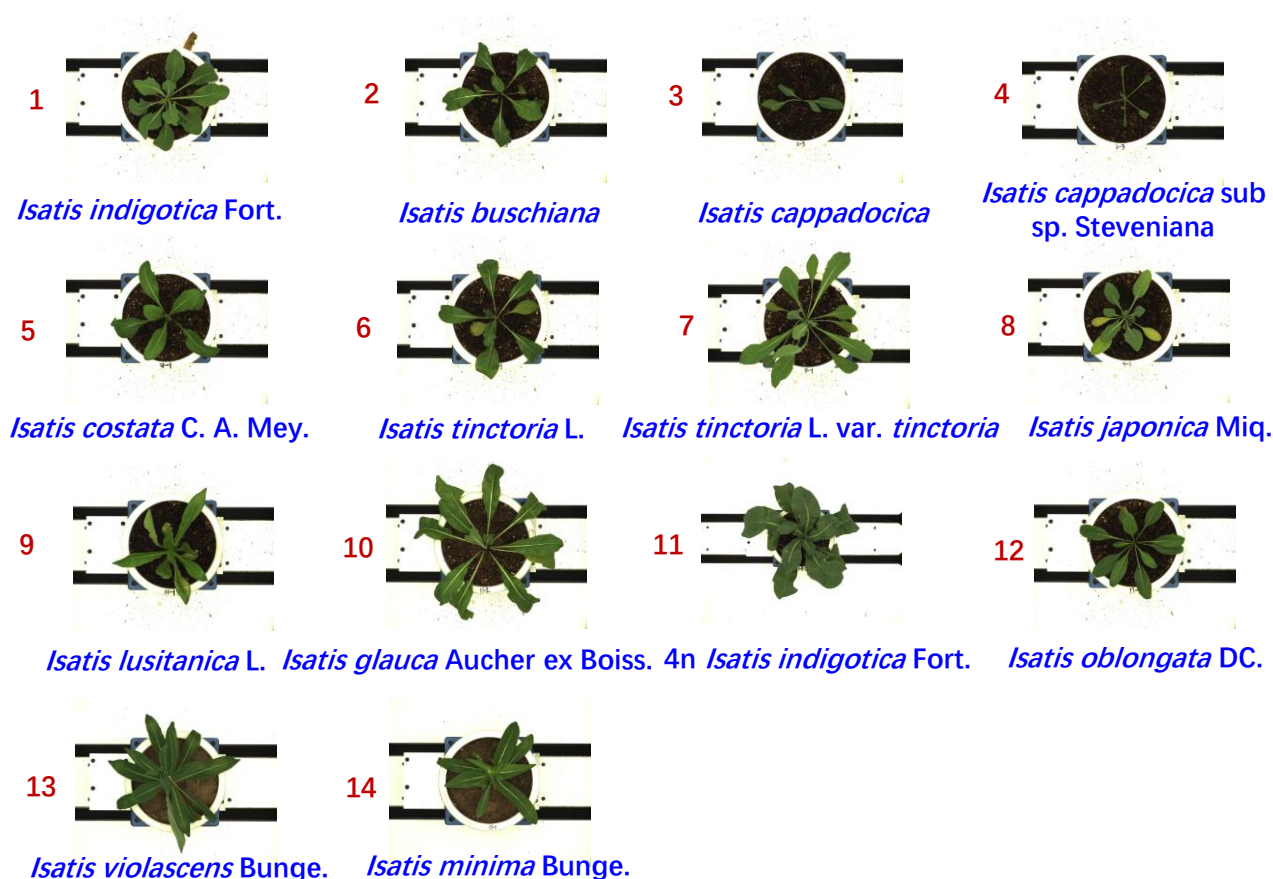 1
2
3
4
Isatis indigotica Fort.
Isatis buschiana
Isatis cappadocica
Isatis cappadocica sub
sp. Steveniana
5
6
7
8
Isatis costata C. A. Mey.
Isatis tinctoria L.
Isatis tinctoria L. var. tinctoria
Isatis japonica Miq.
9
10
11
12
Isatis lusitanica L.
Isatis glauca Aucher ex Boiss.
4n Isatis indigotica Fort.
Isatis oblongata DC.
13
14
Isatis violascens Bunge.
Isatis minima Bunge.